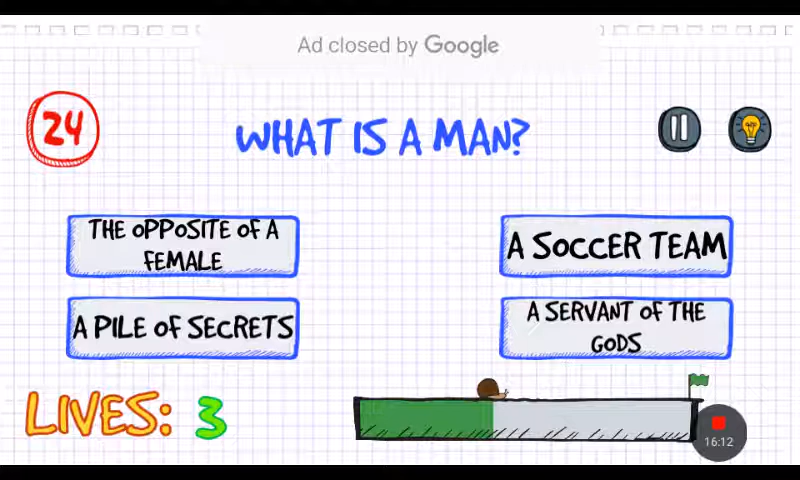 Ad closed by Google
24
WHAT IS A MAN?
THE OPPOSITE OF A
FEMALE
A SOCCER TEAM
A PILE OF SECRETS
A SERVANT OF THE
GODS
LIVES: 3
16:12